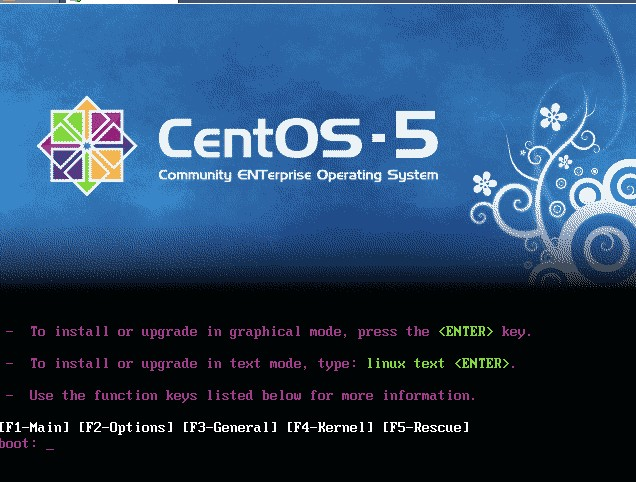 CentOS-5
Community ENTerprise Operating System
- To install or upgrade in graphical mode, press the <ENTER> key.
- To install or upgrade in text mode, type: linux text <ENTER>.
- Use the function keys listed below for more information.
[F1-Main] [F2-Options] [F3-General] [F4-Kernel] [F5-Rescue]
boot: _